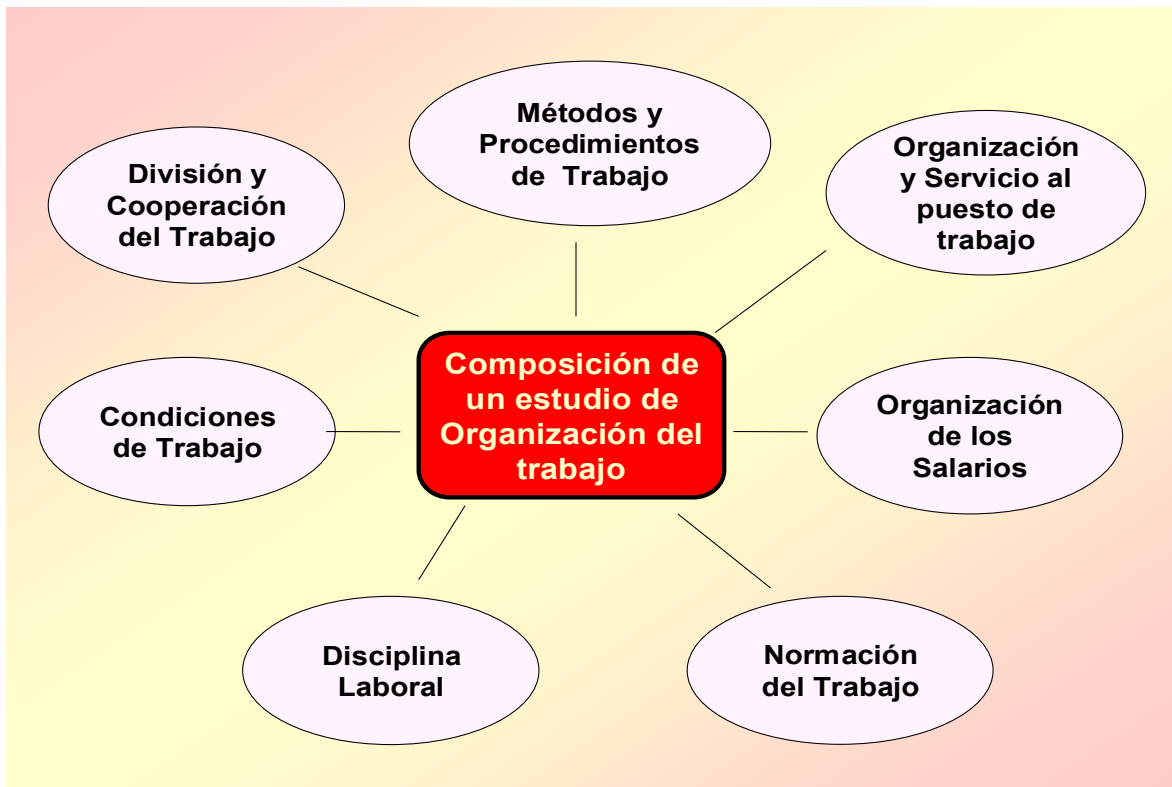 Métodos y
Procedimientos
de Trabajo
División y
Cooperación
del Trabajo
Organización
y Servicio al
puesto de
trabajo
Composición de
un estudio de
Organización del
trabajo
Condiciones
de Trabajo
Organización
de los
Salarios
Disciplina
Laboral
Normación
del Trabajo